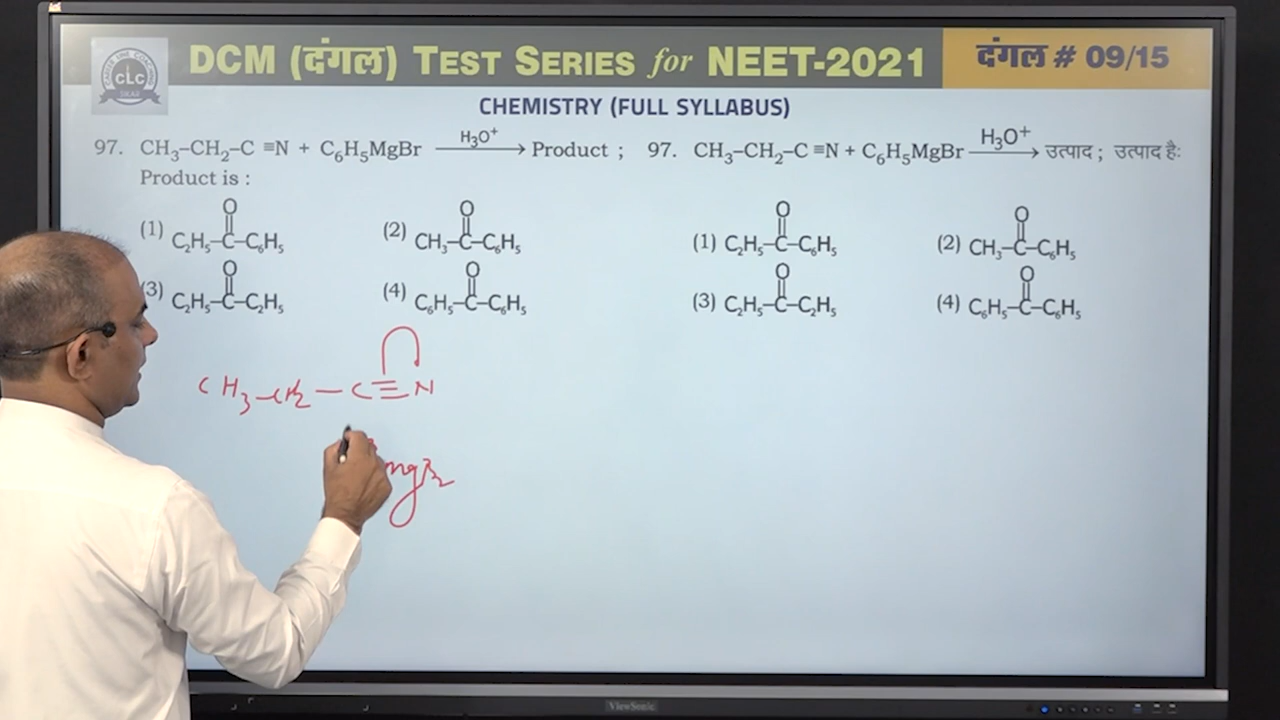 DCM (दंगल) TEST SERIES for NEET-2021
दंगल # 09/15
CLC
CHEMISTRY (FULL SYLLABUS)
97. CH₃–CH₂–C≡N + C₆H₅MgBr —H₃O⁺→ Product ;
Product is :
(1) C₂H₅–C(=O)–C₆H₅
(2) CH₃–C(=O)–C₆H₅
(3) C₂H₅–C(=O)–C₂H₅
(4) C₆H₅–C(=O)–C₆H₅
97. CH₃–CH₂–C≡N + C₆H₅MgBr —H₃O⁺→ उत्पाद ; उत्पाद है:
(1) C₂H₅–C(=O)–C₆H₅
(2) CH₃–C(=O)–C₆H₅
(3) C₂H₅–C(=O)–C₂H₅
(4) C₆H₅–C(=O)–C₆H₅
CH₃–CH₂–C≡N
MgBr
ViewSonic